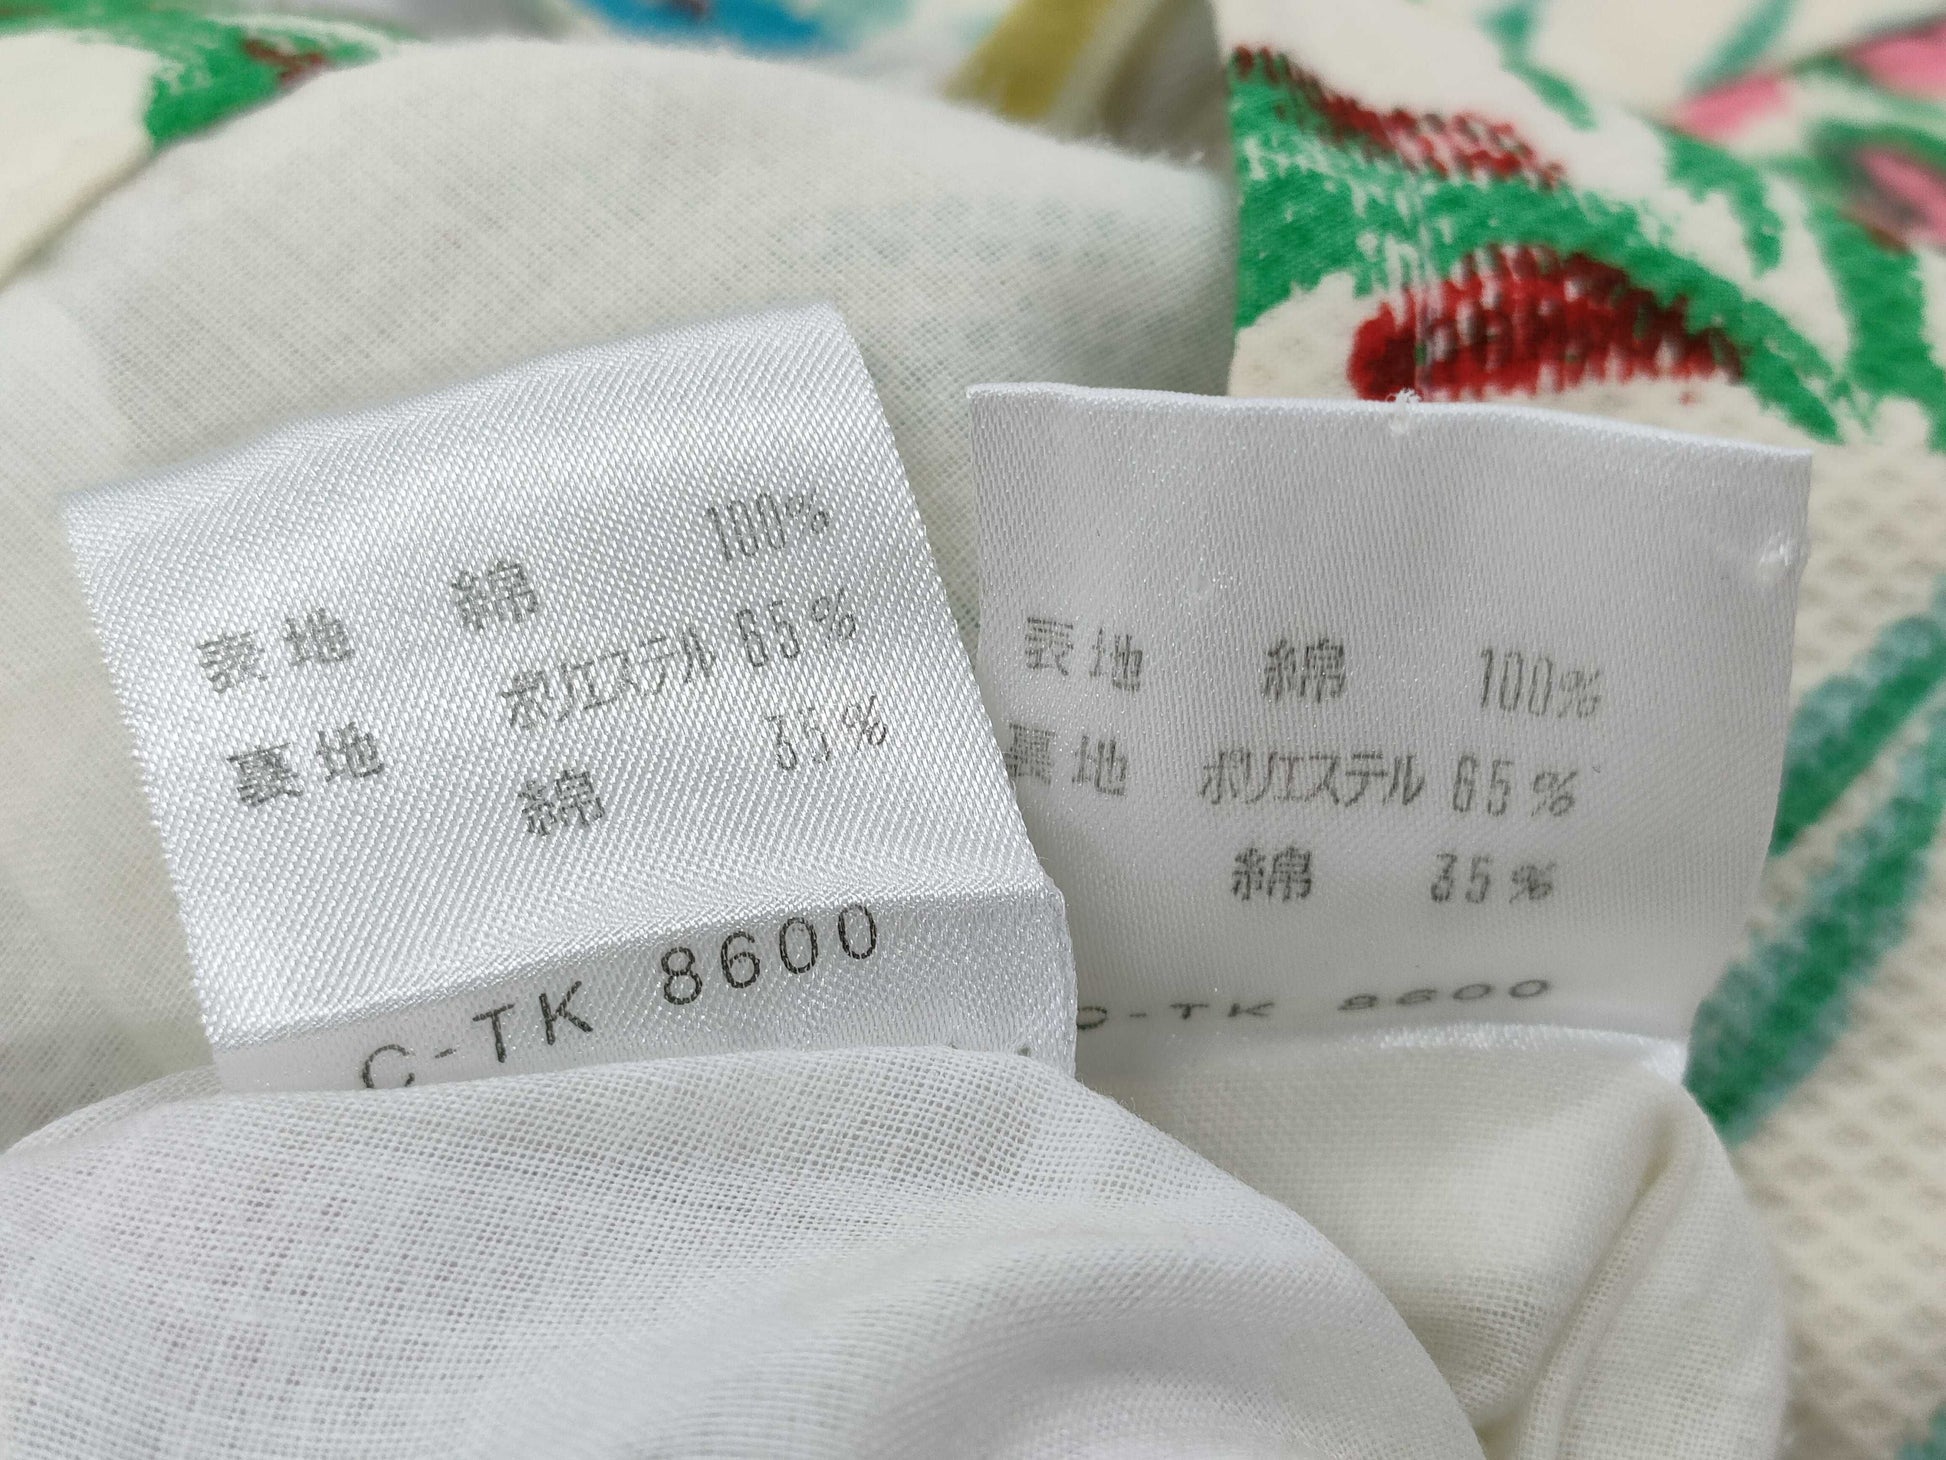 表地 綿 100%
裏地 ポリエステル 65%
綿 35%
C-TK 8600
表地 綿 100%
裏地 ポリエステル 65%
綿 35%
C-TK 8600